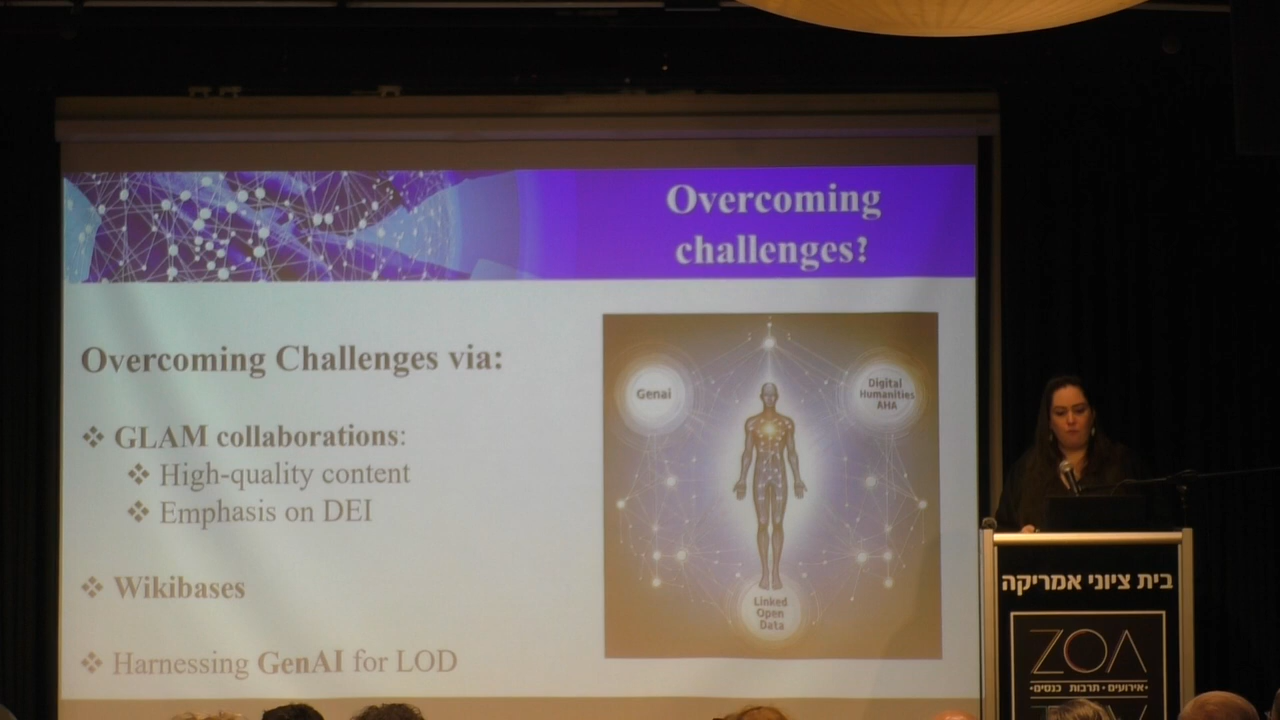 Overcoming
challenges?
Overcoming Challenges via:
❖ GLAM collaborations:
❖ High-quality content
❖ Emphasis on DEI
❖ Wikibases
❖ Harnessing GenAI for LOD
Genai
Digital
Humanities
AHA
Linked
Open
Data
בית ציוני אמריקה
ZOA
•אירועים • תרבות כנסים•